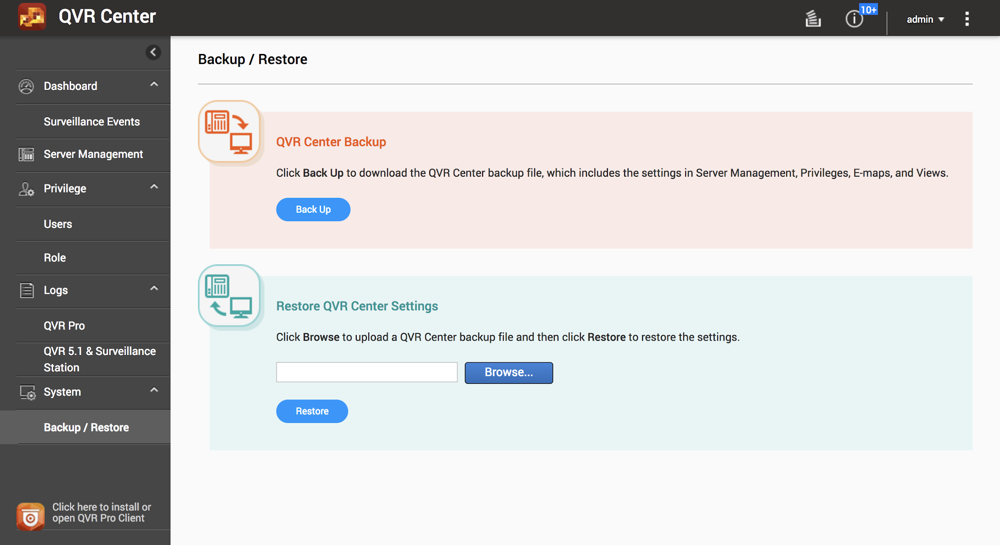 QVR Center
10+
admin
Dashboard
Surveillance Events
Server Management
Privilege
Users
Role
Logs
QVR Pro
QVR 5.1 & Surveillance
Station
System
Backup / Restore
Click here to install or
open QVR Pro Client
Backup / Restore
QVR Center Backup
Click Back Up to download the QVR Center backup file, which includes the settings in Server Management, Privileges, E-maps, and Views.
Back Up
Restore QVR Center Settings
Click Browse to upload a QVR Center backup file and then click Restore to restore the settings.
Browse...
Restore